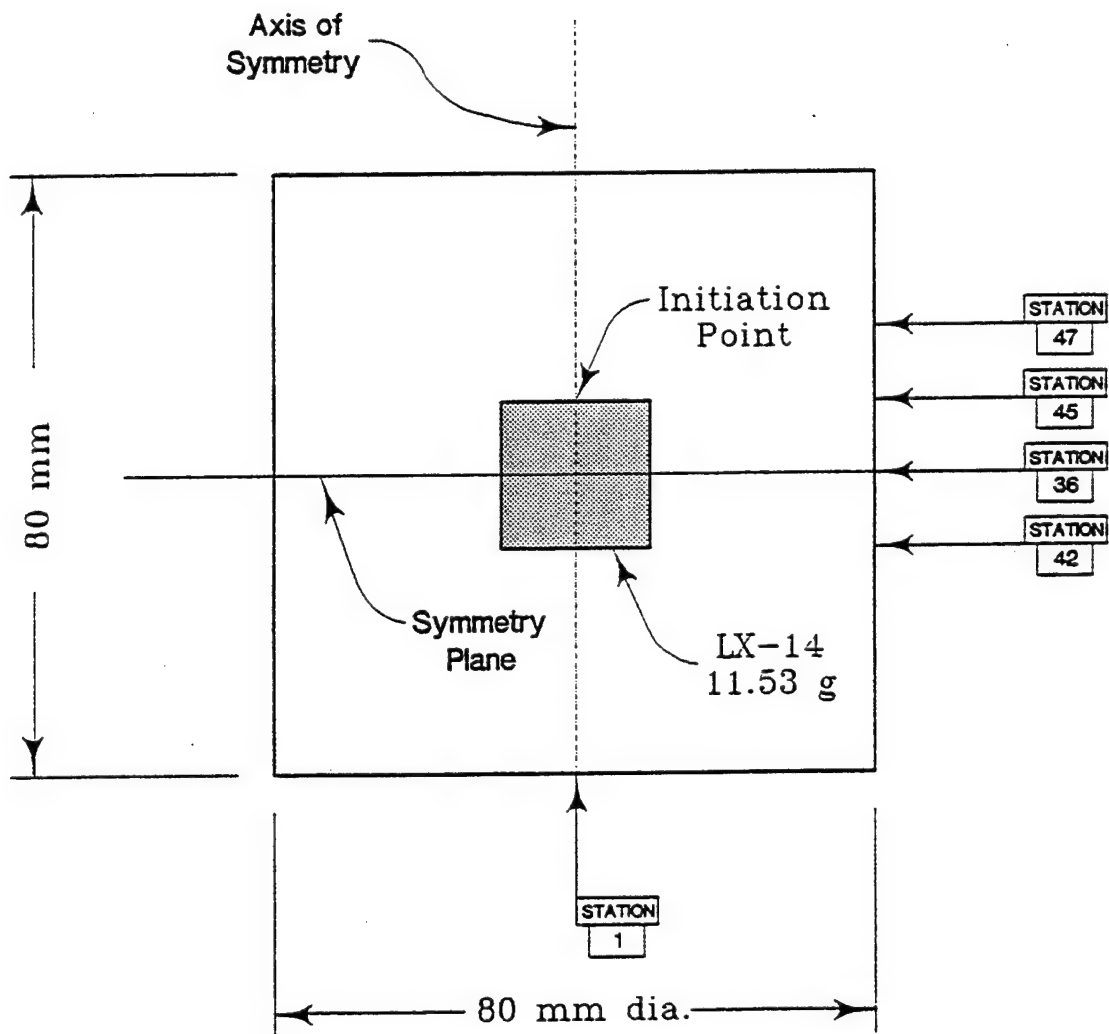 Axis of
Symmetry
Initiation
Point
STATION
47
STATION
45
STATION
36
STATION
42
80 mm
Symmetry
Plane
LX-14
11.53 g
STATION
1
80 mm dia.